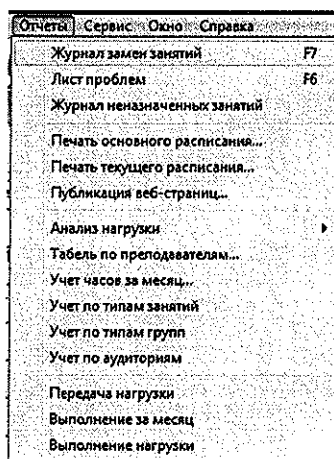 Отчеты Сервис Окно Справка
Журнал замен занятий F7
Лист проблем F6
Журнал неназначенных занятий
Печать основного расписания...
Печать текущего расписания...
Публикация веб-страниц...
Анализ нагрузки
Табель по преподавателям...
Учет часов за месяц...
Учет по типам занятий
Учет по типам групп
Учет по аудиториям
Передача нагрузки
Выполнение за месяц
Выполнение нагрузки